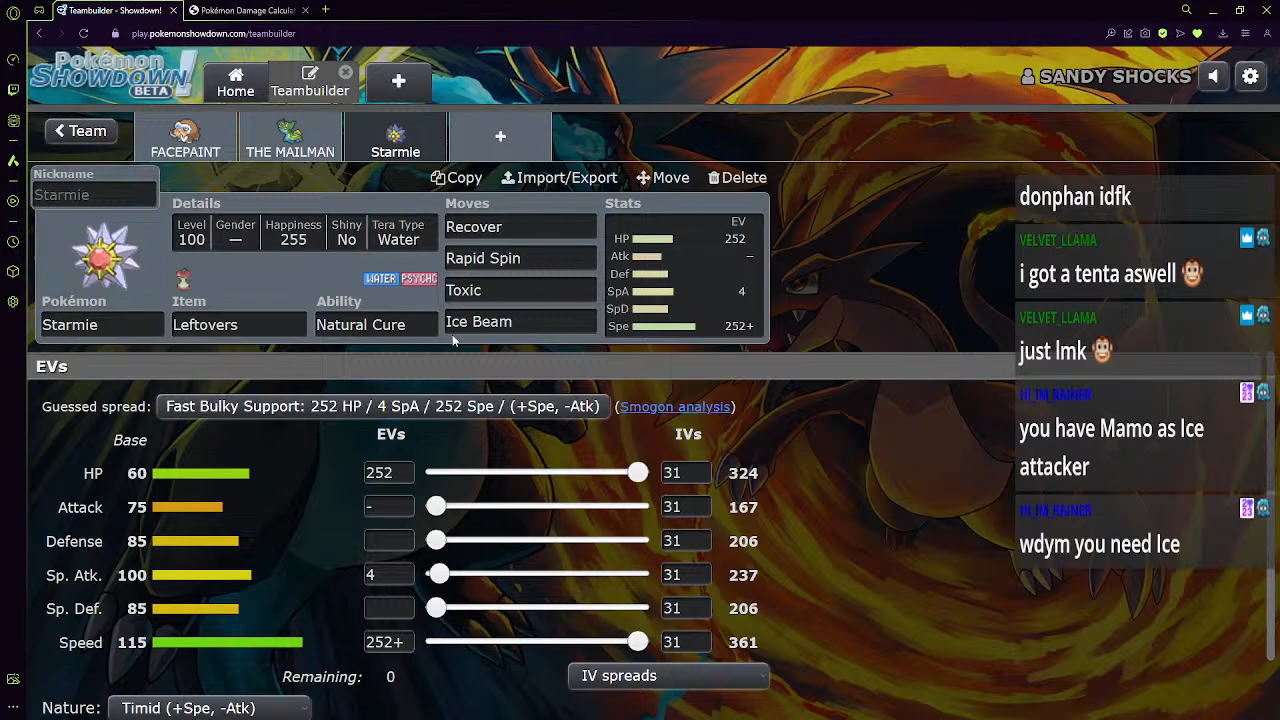 Teambuilder - Showdown!
Pokémon Damage Calculat
play.pokemonshowdown.com/teambuilder
Pokémon
SHOWDOWN!
BETA
Home
Teambuilder
SANDY SHOCKS
Team
FACEPAINT
THE MAILMAN
Starmie
Nickname
Starmie
Copy
Import/Export
Move
Delete
Details
Level
100
Gender
—
Happiness
255
Shiny
No
Tera Type
Water
WATER PSYCHC
Pokémon
Starmie
Item
Leftovers
Ability
Natural Cure
Moves
Recover
Rapid Spin
Toxic
Ice Beam
Stats
EV
HP 252
Atk –
Def
SpA 4
SpD
Spe 252+
EVs
Guessed spread: Fast Bulky Support: 252 HP / 4 SpA / 252 Spe / (+Spe, -Atk) (Smogon analysis)
Base EVs IVs
HP 60 252 31 324
Attack 75 - 31 167
Defense 85 31 206
Sp. Atk. 100 4 31 237
Sp. Def. 85 31 206
Speed 115 252+ 31 361
Remaining: 0
IV spreads
Nature: Timid (+Spe, -Atk)
donphan idfk
VELVET_LLAMA
i got a tenta aswell
VELVET_LLAMA
just lmk
HI_IM_RAINER
you have Mamo as Ice
attacker
HI_IM_RAINER
wdym you need Ice